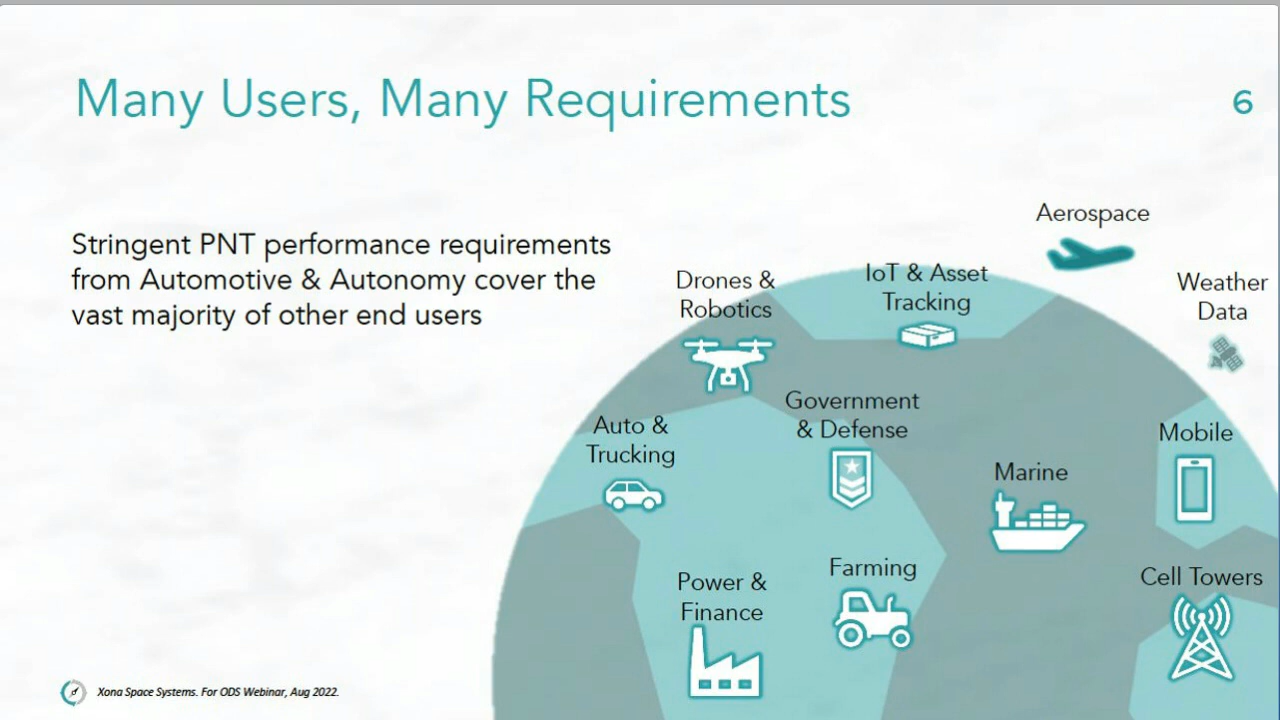 Many Users, Many Requirements
6
Stringent PNT performance requirements
from Automotive & Autonomy cover the
vast majority of other end users
Aerospace
Drones &
Robotics
IoT & Asset
Tracking
Weather
Data
Auto &
Trucking
Government
& Defense
Marine
Mobile
Power &
Finance
Farming
Cell Towers
Xona Space Systems. For ODS Webinar, Aug 2022.